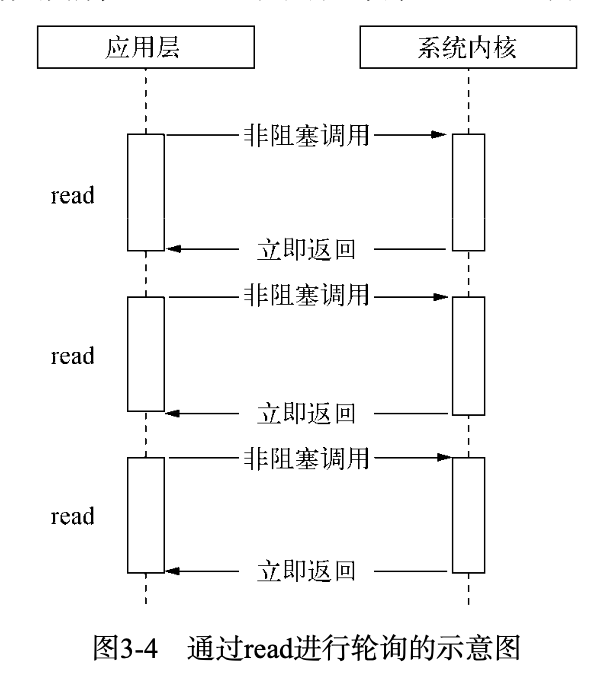 应用层 系统内核
非阻塞调用
read
立即返回
非阻塞调用
read
立即返回
非阻塞调用
read
立即返回
图3-4 通过read进行轮询的示意图